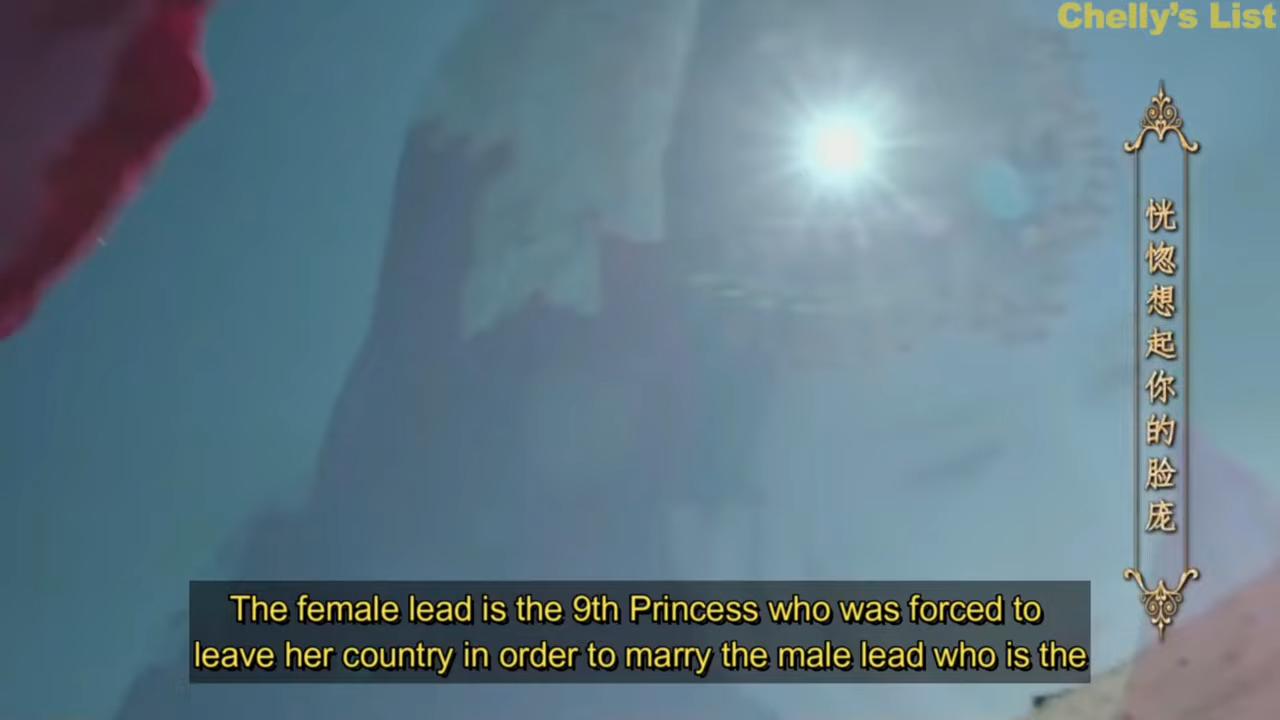 Chelly's List
恍惚想起你的脸庞
The female lead is the 9th Princess who was forced to
leave her country in order to marry the male lead who is the